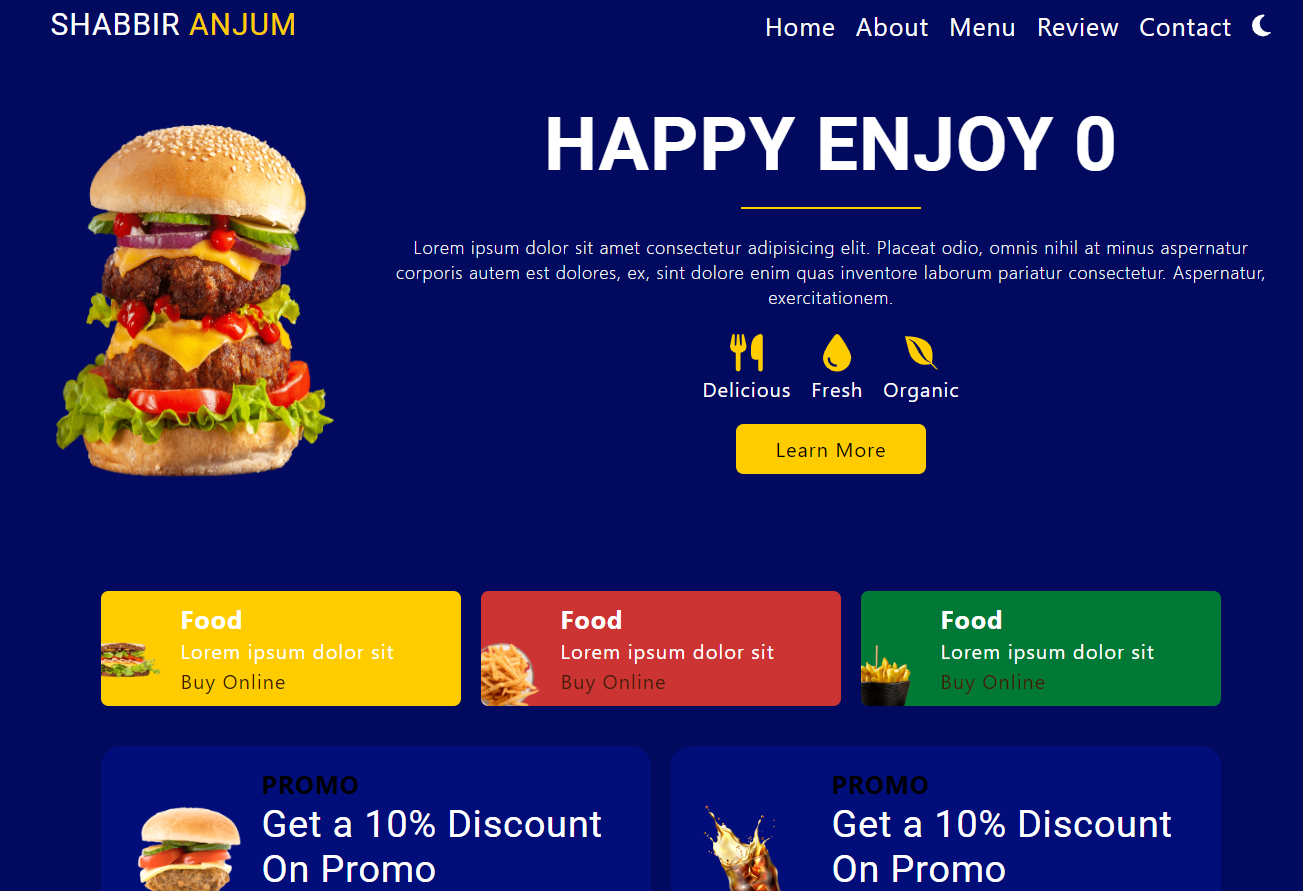 SHABBIR ANJUM
Home About Menu Review Contact
HAPPY ENJOY 0
Lorem ipsum dolor sit amet consectetur adipisicing elit. Placeat odio, omnis nihil at minus aspernatur
corporis autem est dolores, ex, sint dolore enim quas inventore laborum pariatur consectetur. Aspernatur,
exercitationem.
Delicious Fresh Organic
Learn More
Food
Lorem ipsum dolor sit
Buy Online
Food
Lorem ipsum dolor sit
Buy Online
Food
Lorem ipsum dolor sit
Buy Online
PROMO
Get a 10% Discount
On Promo
PROMO
Get a 10% Discount
On Promo